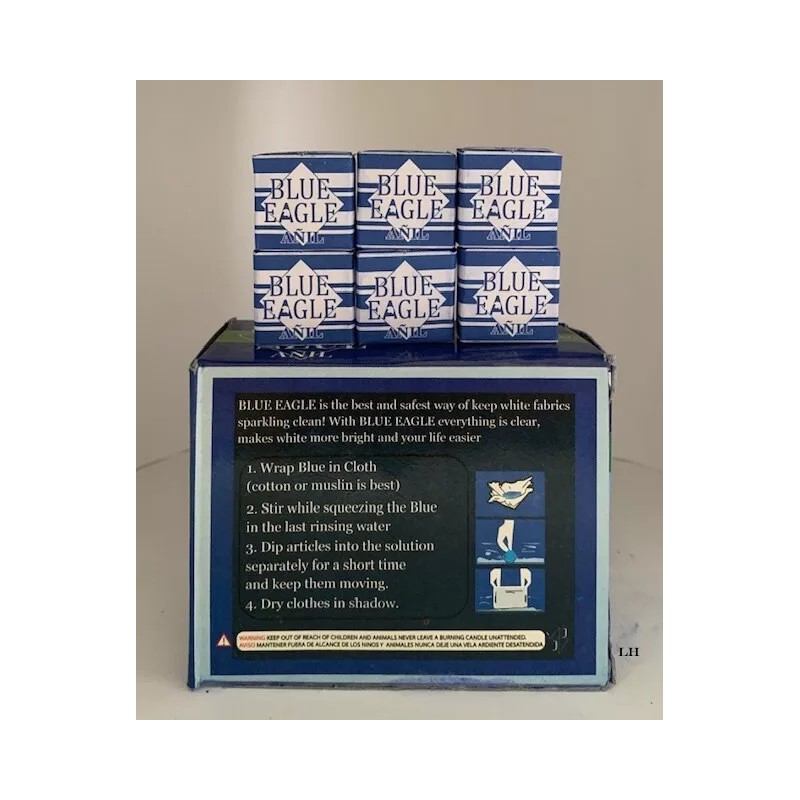 BLUE
EAGLE
AÑIL
BLUE
EAGLE
AÑIL
BLUE
EAGLE
AÑIL
BLUE
EAGLE
AÑIL
BLUE
EAGLE
AÑIL
BLUE
EAGLE
AÑIL
AÑIL
BLUE EAGLE is the best and safest way of keep white fabrics
sparkling clean! With BLUE EAGLE everything is clear,
makes white more bright and your life easier
1. Wrap Blue in Cloth
(cotton or muslin is best)
2. Stir while squeezing the Blue
in the last rinsing water
3. Dip articles into the solution
separately for a short time
and keep them moving.
4. Dry clothes in shadow.
WARNING KEEP OUT OF REACH OF CHILDREN AND ANIMALS NEVER LEAVE A BURNING CANDLE UNATTENDED.
AVISO MANTENER FUERA DE ALCANCE DE LOS NINOS Y ANIMALES NUNCA DEJE UNA VELA ARDIENTE DESATENDIDA
LH